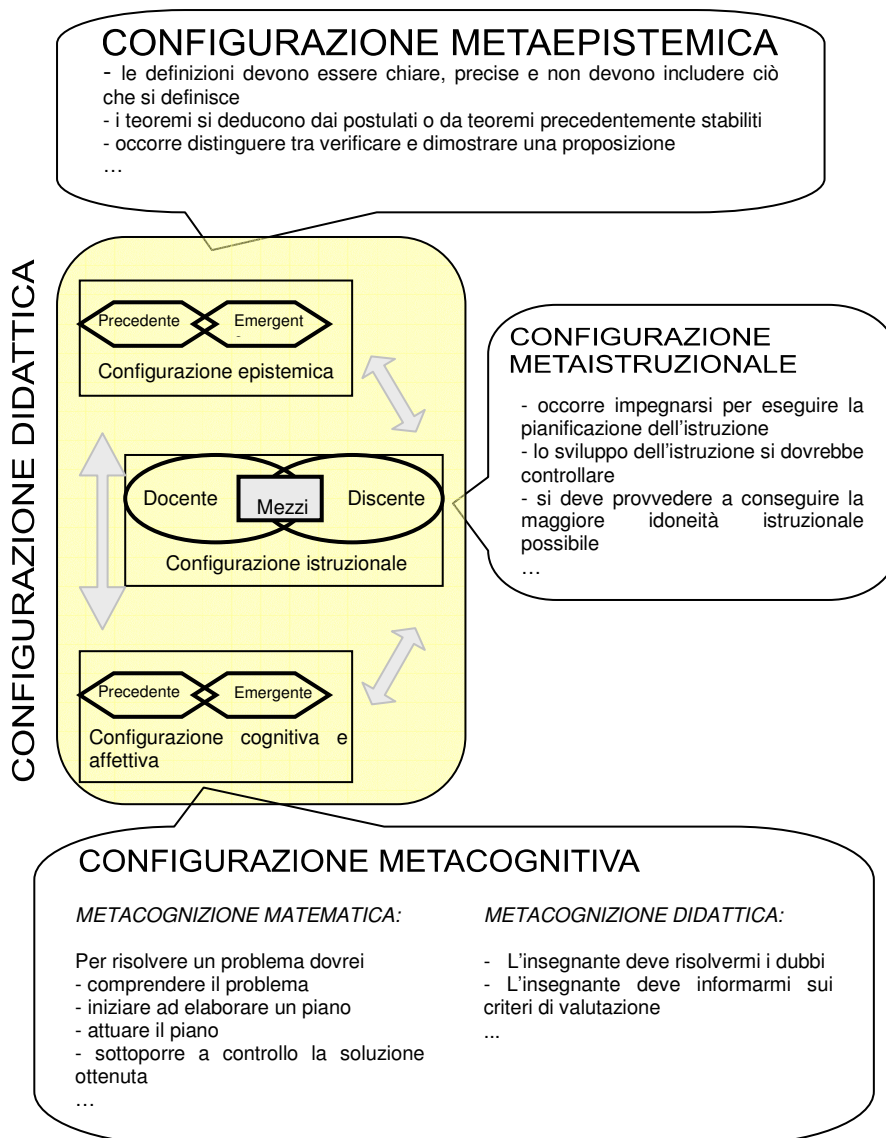 CONFIGURAZIONE METAEPISTEMICA
- le definizioni devono essere chiare, precise e non devono includere ciò
che si definisce
- i teoremi si deducono dai postulati o da teoremi precedentemente stabiliti
- occorre distinguere tra verificare e dimostrare una proposizione
…
CONFIGURAZIONE DIDATTICA
Precedente
Emergent
Configurazione epistemica
Docente
Mezzi
Discente
Configurazione istruzionale
Precedente
Emergente
Configurazione cognitiva e
affettiva
CONFIGURAZIONE
METAISTRUZIONALE
- occorre impegnarsi per eseguire la
pianificazione dell'istruzione
- lo sviluppo dell'istruzione si dovrebbe
controllare
- si deve provvedere a conseguire la
maggiore idoneità istruzionale
possibile
…
CONFIGURAZIONE METACOGNITIVA
METACOGNIZIONE MATEMATICA:
Per risolvere un problema dovrei
- comprendere il problema
- iniziare ad elaborare un piano
- attuare il piano
- sottoporre a controllo la soluzione
ottenuta
…
METACOGNIZIONE DIDATTICA:
- L'insegnante deve risolvermi i dubbi
- L'insegnante deve informarmi sui
criteri di valutazione
...